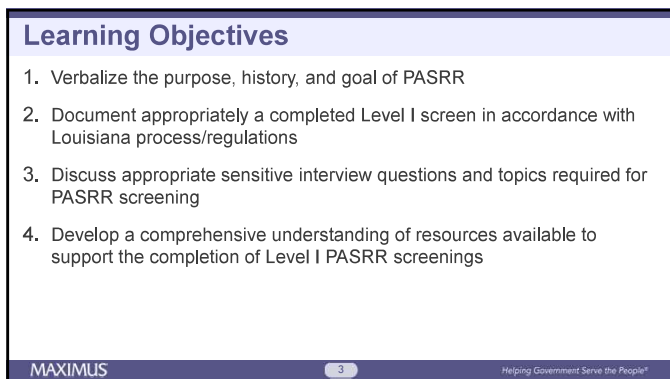 Learning Objectives
1. Verbalize the purpose, history, and goal of PASRR
2. Document appropriately a completed Level I screen in accordance with
Louisiana process/regulations
3. Discuss appropriate sensitive interview questions and topics required for
PASRR screening
4. Develop a comprehensive understanding of resources available to
support the completion of Level I PASRR screenings
MAXIMUS
3
Helping Government Serve the People®